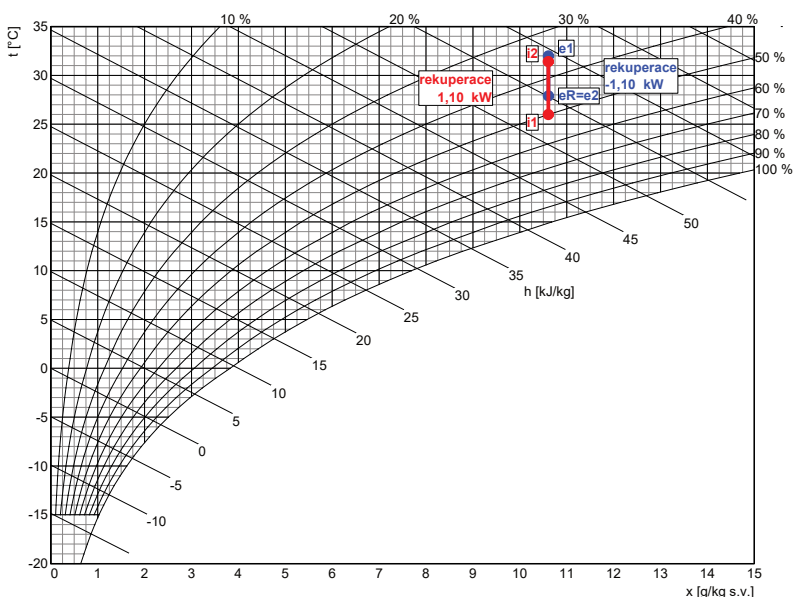 t [°C]
35
30
25
20
15
10
5
0
-5
-10
-15
-20
10 %
20 %
30 %
40 %
50 %
60 %
70 %
80 %
90 %
100 %
i2
e1
rekuperace
1,10 kW
rekuperace
-1,10 kW
eR=e2
i1
50
45
40
35
30
25
20
15
10
5
0
-5
-10
h [kJ/kg]
0 1 2 3 4 5 6 7 8 9 10 11 12 13 14 15
x [g/kg s.v.]